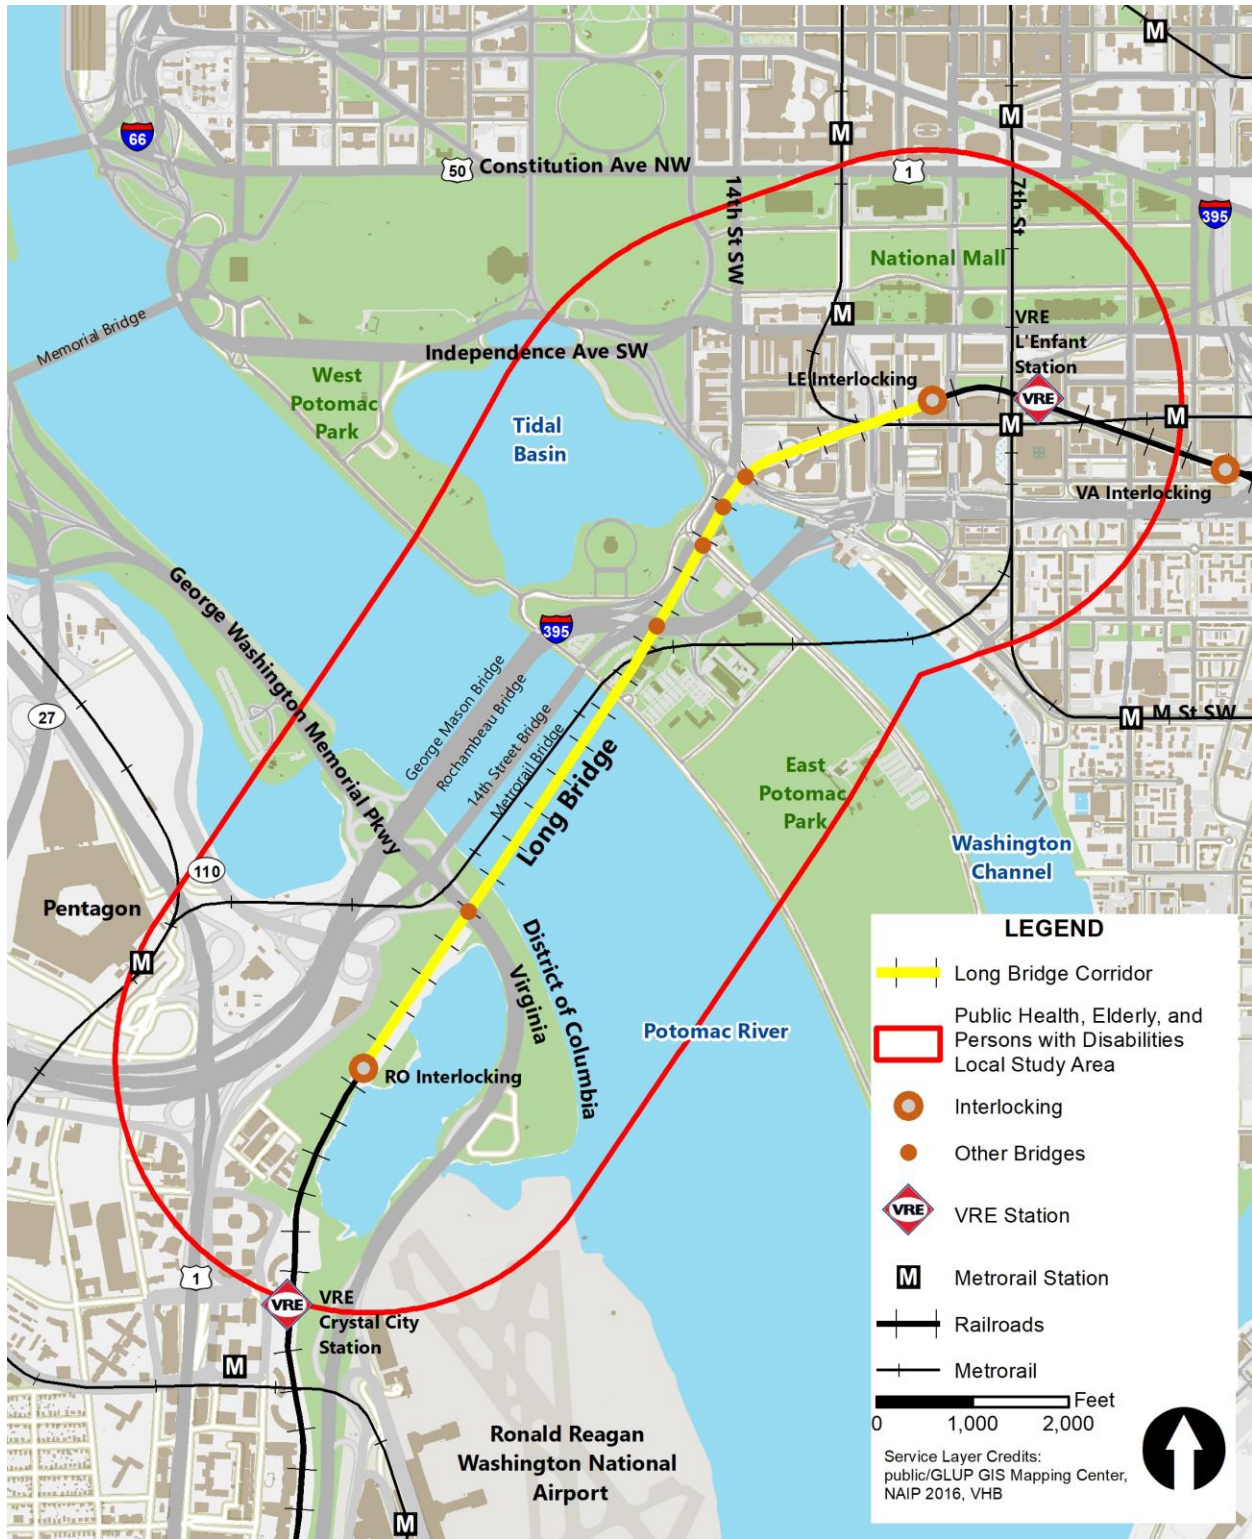 M
66
M
M
50
Constitution Ave NW
1
14th St SW
7th St
395
National Mall
M
Memorial Bridge
VRE
L'Enfant
Station
Independence Ave SW
West
Potomac
Park
LE Interlocking
VRE
Tidal
Basin
M
M
VA Interlocking
George Washington Memorial Pkwy
395
27
George Mason Bridge
Rochambeau Bridge
14th Street Bridge
Metrorail Bridge
Long Bridge
M
M St SW
East
Potomac
Park
Washington
Channel
110
Pentagon
M
District of Columbia
Virginia
Potomac River
RO Interlocking
1
VRE
VRE
Crystal City
Station
M
Ronald Reagan
Washington National
Airport
M
LEGEND
Long Bridge Corridor
Public Health, Elderly, and
Persons with Disabilities
Local Study Area
Interlocking
Other Bridges
VRE
VRE Station
M
Metrorail Station
Railroads
Metrorail
Feet
0 1,000 2,000
Service Layer Credits:
public/GLUP GIS Mapping Center,
NAIP 2016, VHB